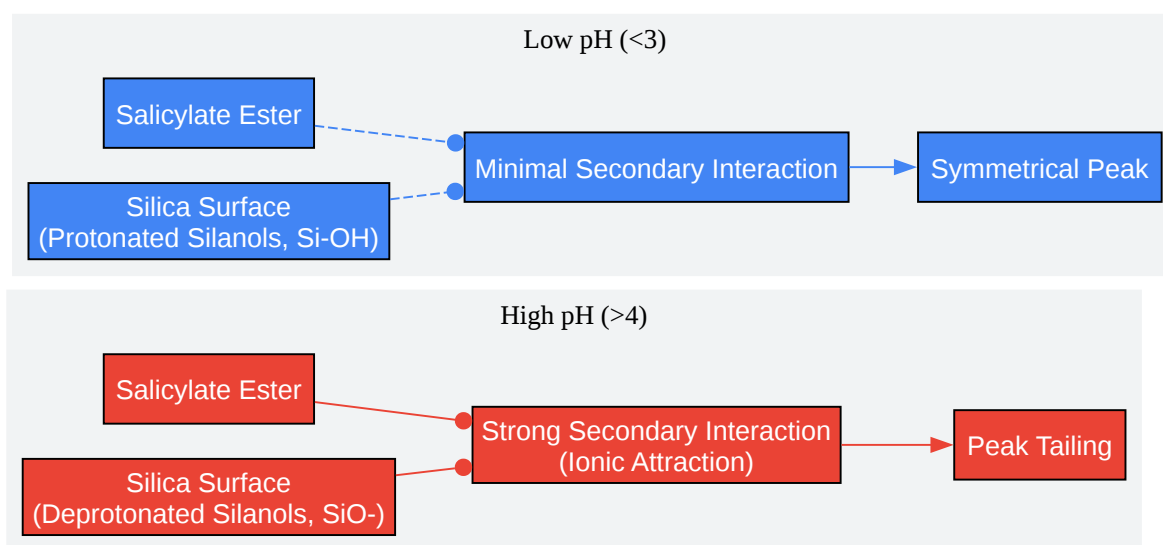 Low pH (<3)
Salicylate Ester
Silica Surface
(Protonated Silanols, Si-OH)
Minimal Secondary Interaction
Symmetrical Peak
High pH (>4)
Salicylate Ester
Silica Surface
(Deprotonated Silanols, SiO-)
Strong Secondary Interaction
(Ionic Attraction)
Peak Tailing